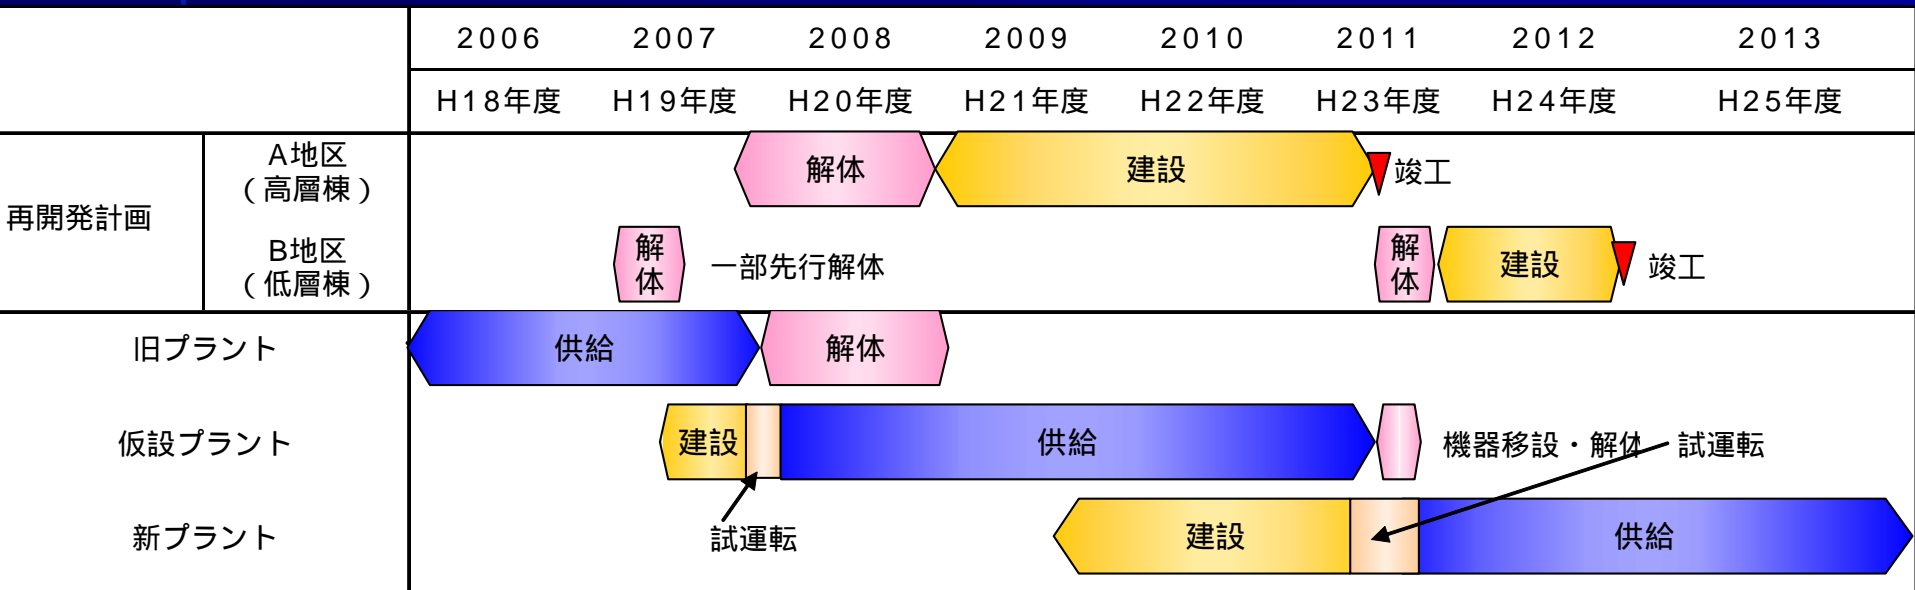 2006 2007 2008 2009 2010 2011 2012 2013
H18年度 H19年度 H20年度 H21年度 H22年度 H23年度 H24年度 H25年度
再開発計画
A地区
(高層棟)
解体
建設
竣工
B地区
(低層棟)
解体
一部先行解体
解体
建設
竣工
旧プラント
供給
解体
仮設プラント
建設
供給
機器移設・解体
試運転
新プラント
試運転
建設
供給